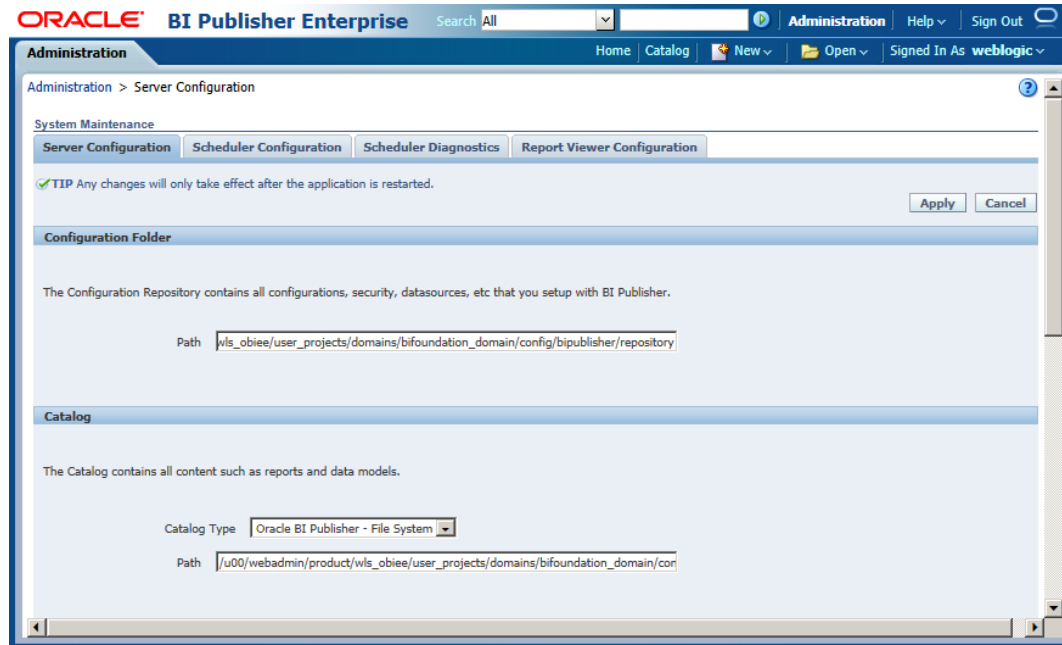 ORACLE BI Publisher Enterprise Search All Administration Help Sign Out
Administration Home Catalog New Open Signed In As weblogic
Administration > Server Configuration
System Maintenance
Server Configuration Scheduler Configuration Scheduler Diagnostics Report Viewer Configuration
TIP Any changes will only take effect after the application is restarted.
Apply Cancel
Configuration Folder
The Configuration Repository contains all configurations, security, datasources, etc that you setup with BI Publisher.
Path wls_obiee/user_projects/domains/bifoundation_domain/config/bipublisher/repository
Catalog
The Catalog contains all content such as reports and data models.
Catalog Type Oracle BI Publisher - File System
Path /u00/webadmin/product/wls_obiee/user_projects/domains/bifoundation_domain/con